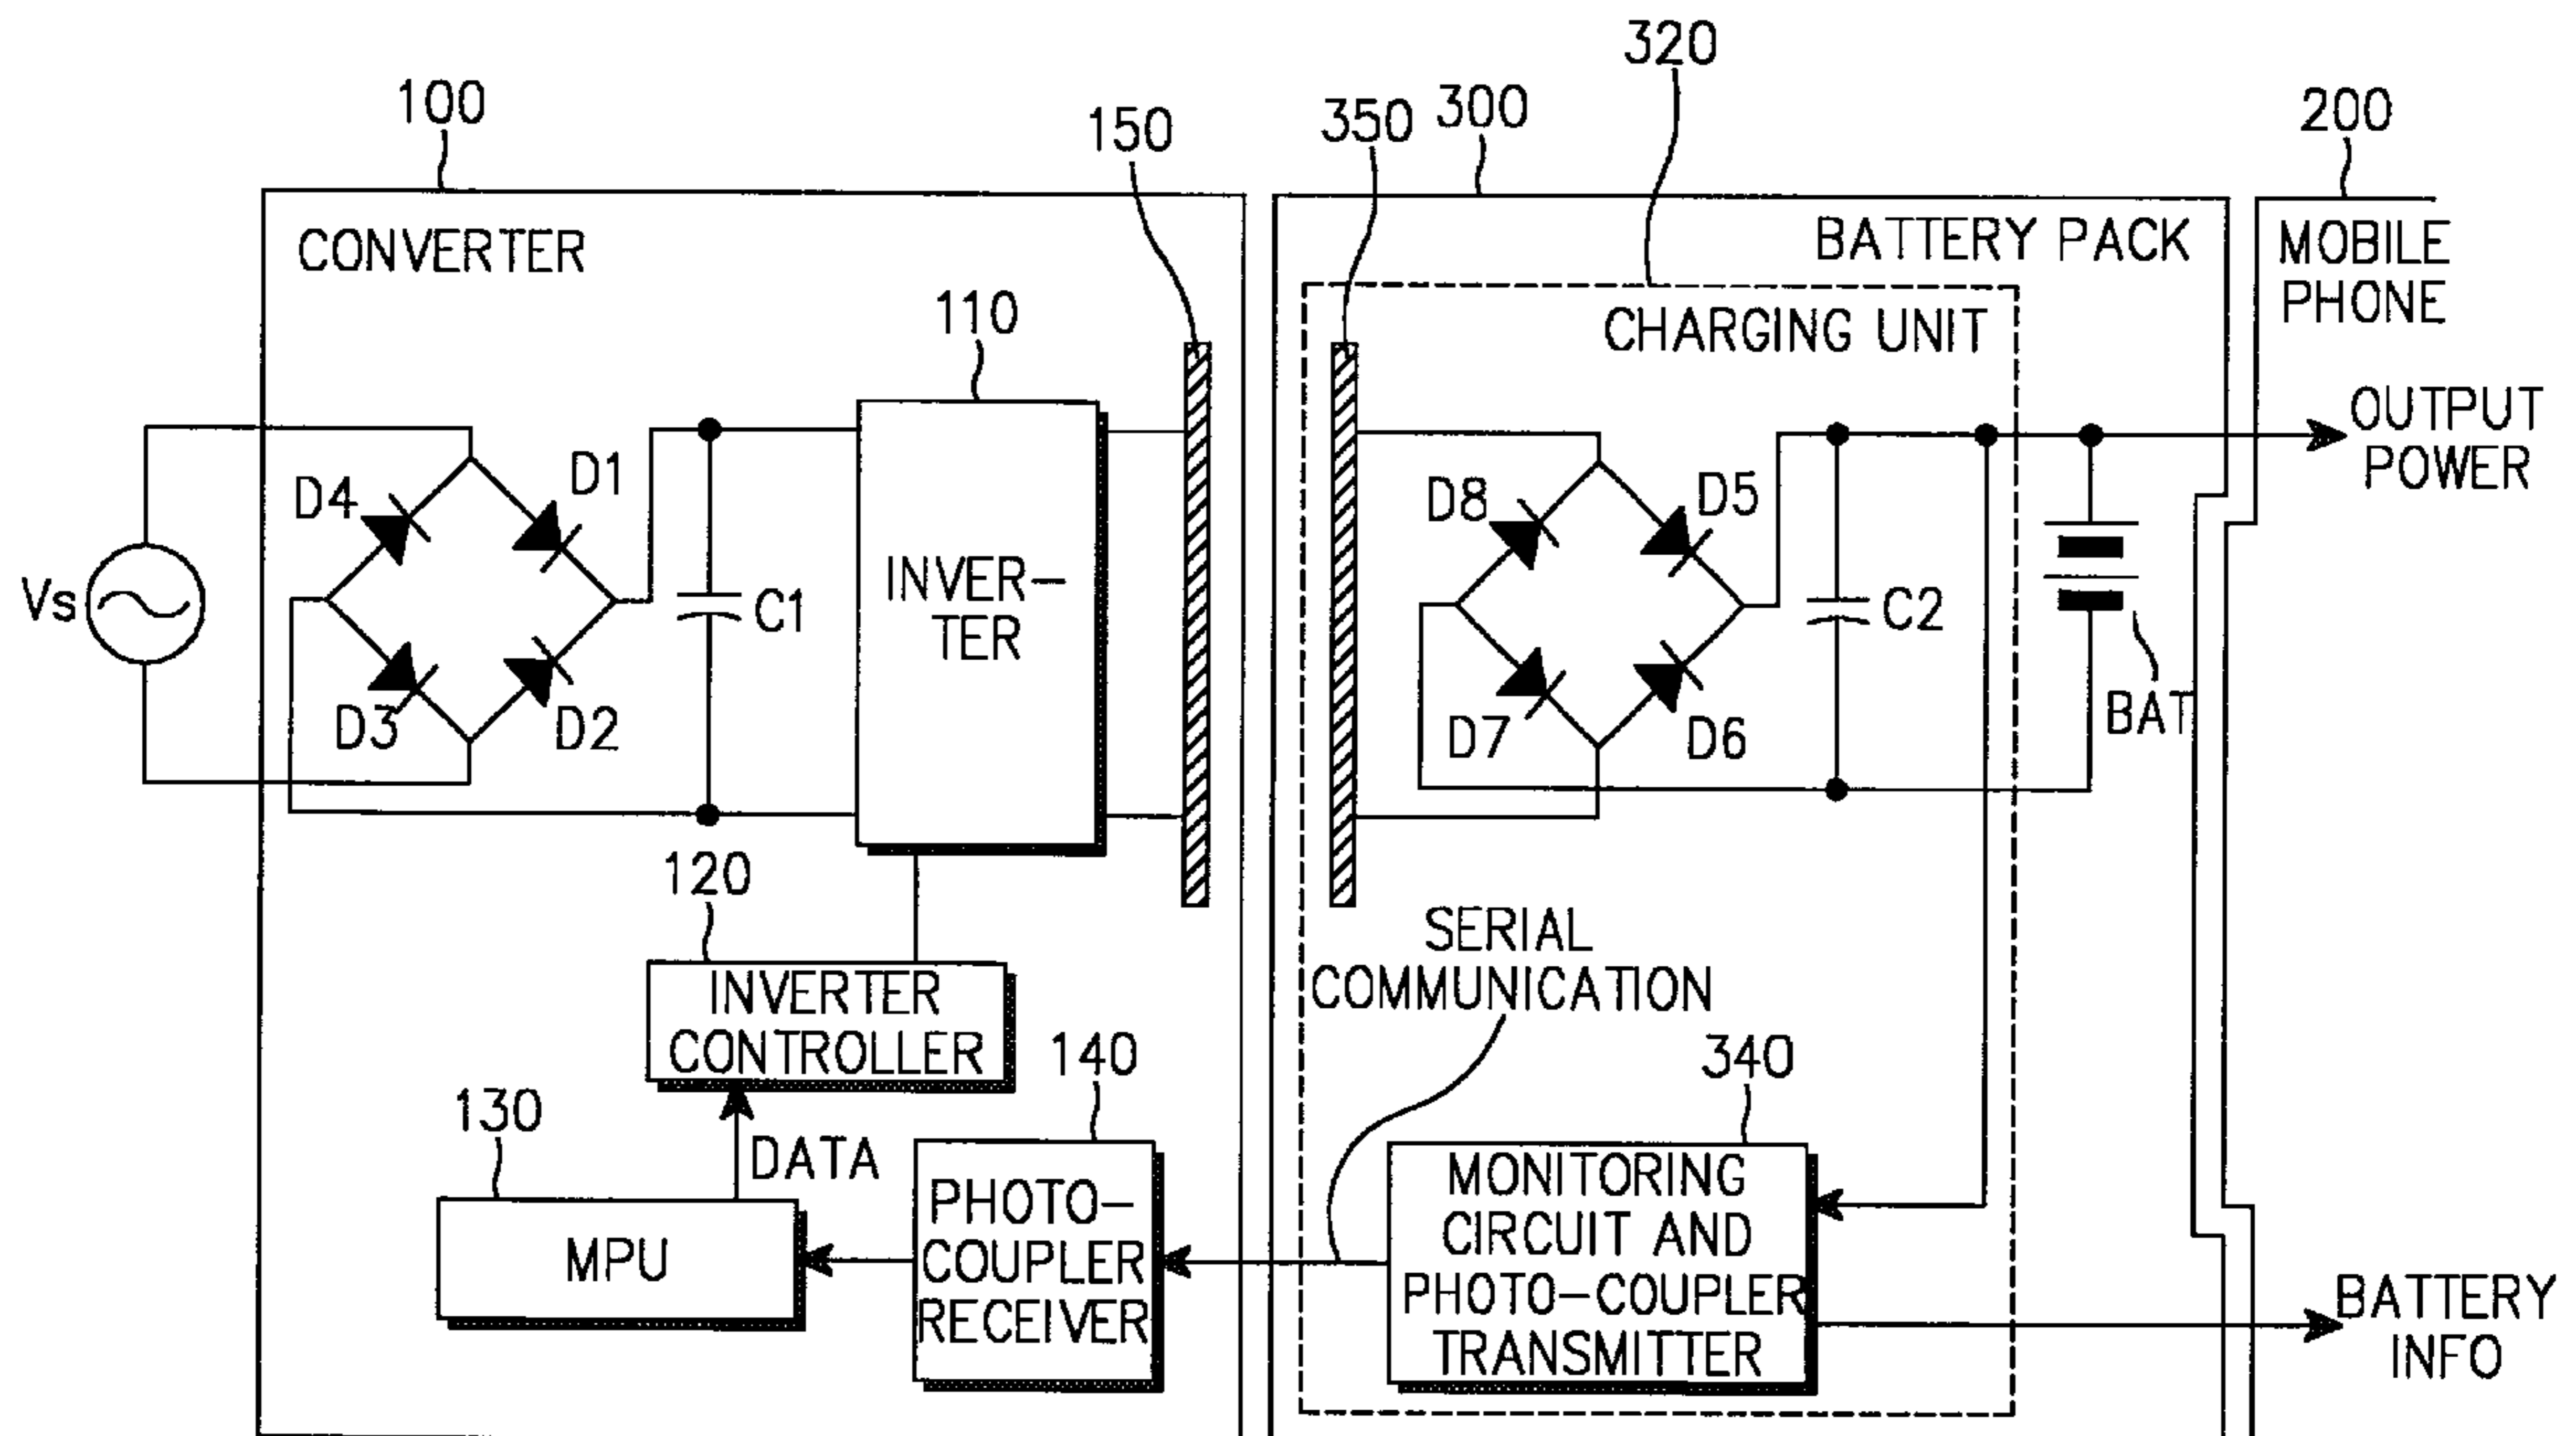 320
100
150
350
300
200
CONVERTER
BATTERY PACK
MOBILE
PHONE
110
CHARGING UNIT
OUTPUT
POWER
D4
D1
D8
D5
INVER-
TER
Vs
C1
C2
D3
D2
D7
D6
BAT
120
SERIAL
COMMUNICATION
INVERTER
CONTROLLER
140
340
130
DATA
MONITORING
CIRCUIT AND
PHOTO-COUPLER
TRANSMITTER
PHOTO-
COUPLER
RECEIVER
MPU
BATTERY
INFO